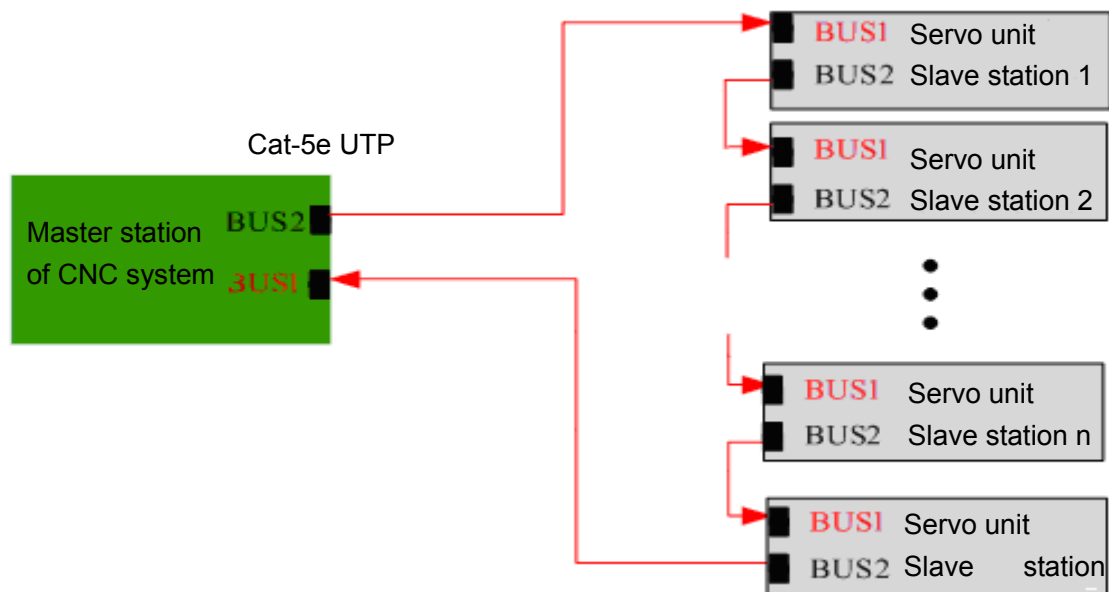 BUS1 Servo unit
BUS2 Slave station 1
Cat-5e UTP
BUS1 Servo unit
BUS2 Slave station 2
Master station
of CNC system
BUS2
BUS1
BUS1 Servo unit
BUS2 Slave station n
BUS1 Servo unit
BUS2 Slave station